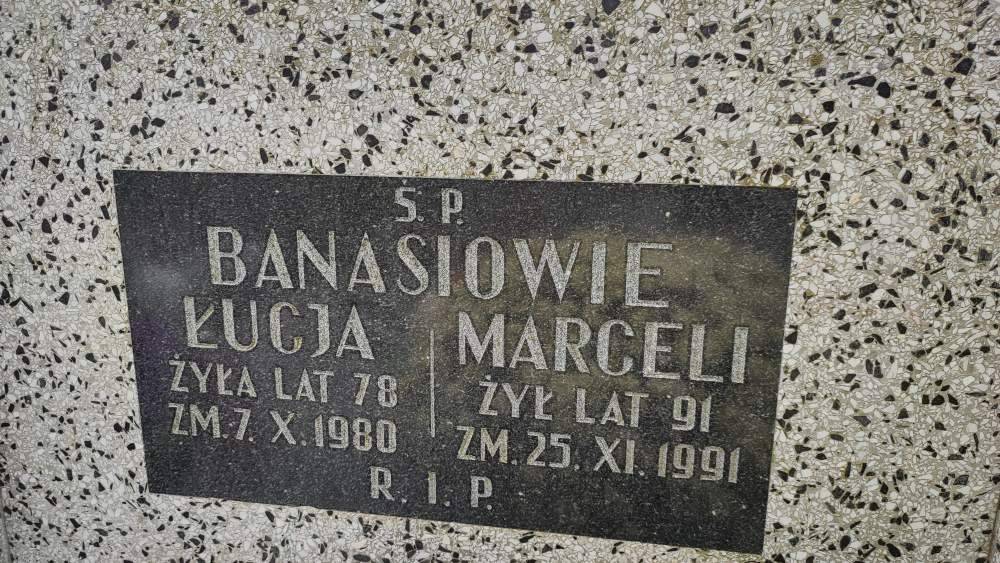 Ś. P.
BANASIOWIE
ŁUCJA
ŻYŁA LAT 78
ZM. 7. X. 1980
MARCELI
ŻYŁ LAT 91
ZM. 25. XI. 1991
R. I. P.